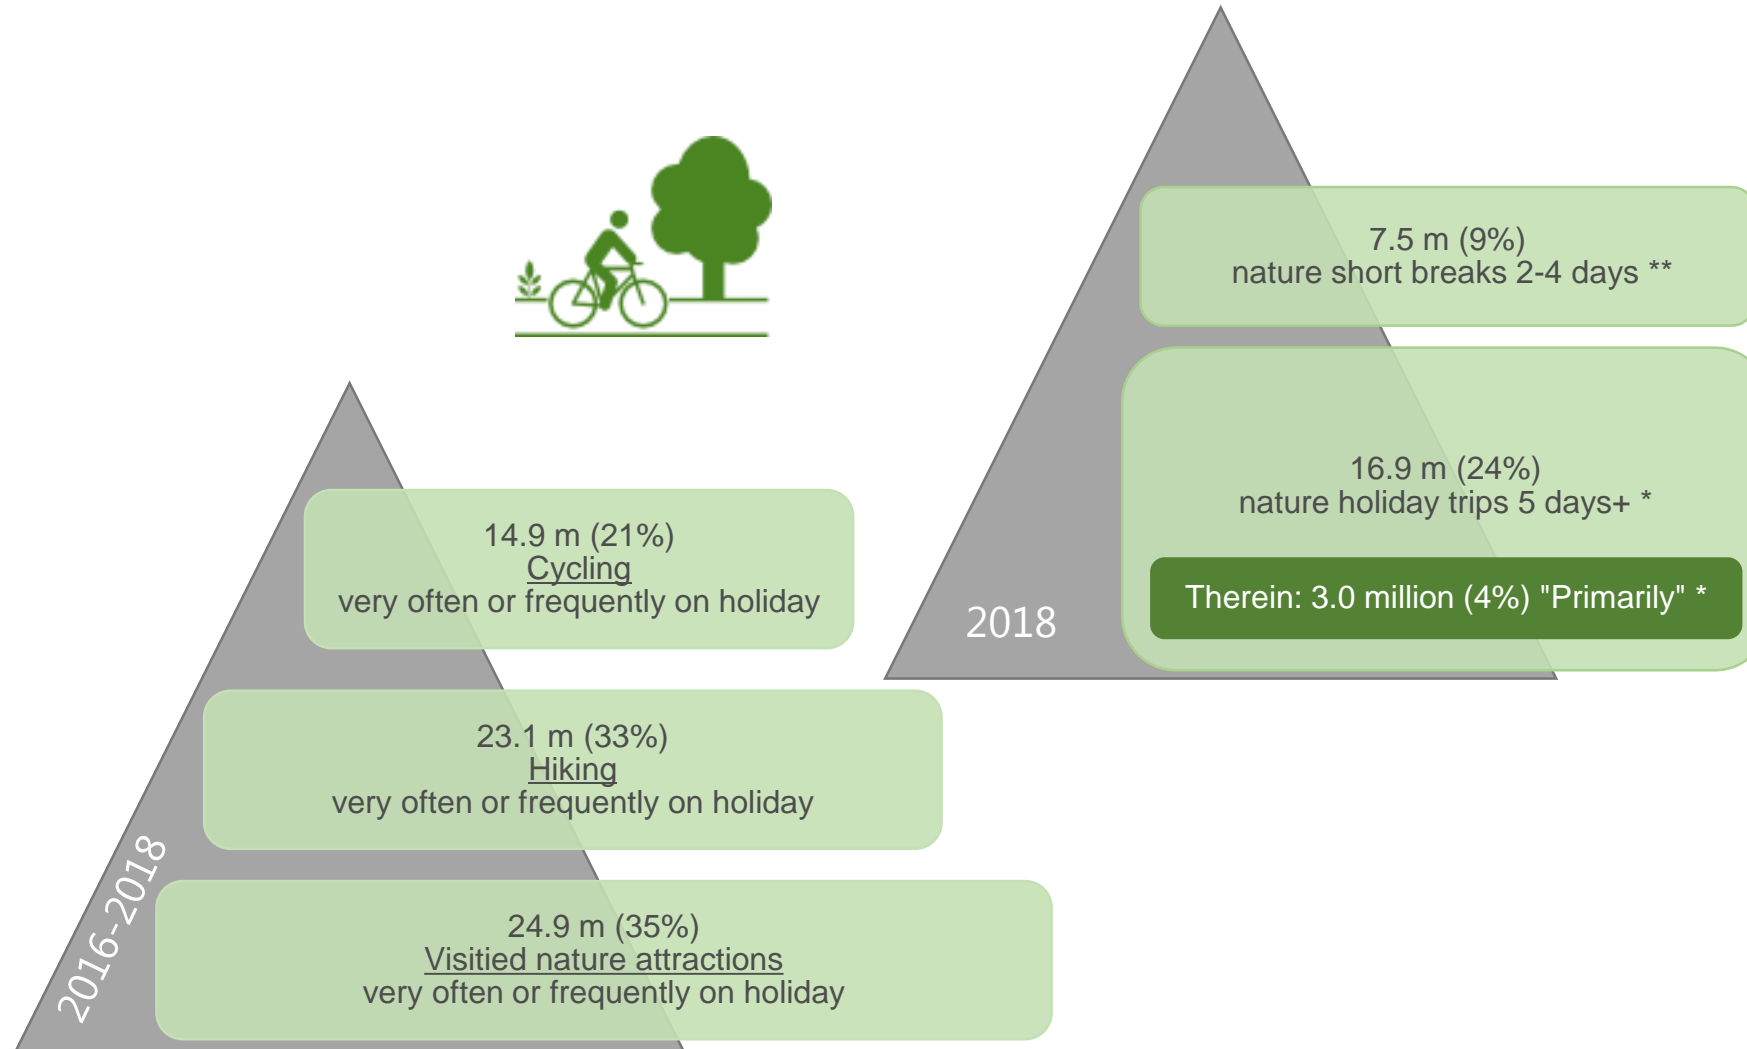 7.5 m (9%)
nature short breaks 2-4 days **
16.9 m (24%)
nature holiday trips 5 days+ *
Therein: 3.0 million (4%) "Primarily" *
2018
14.9 m (21%)
Cycling
very often or frequently on holiday
23.1 m (33%)
Hiking
very often or frequently on holiday
24.9 m (35%)
Visitied nature attractions
very often or frequently on holiday
2016-2018